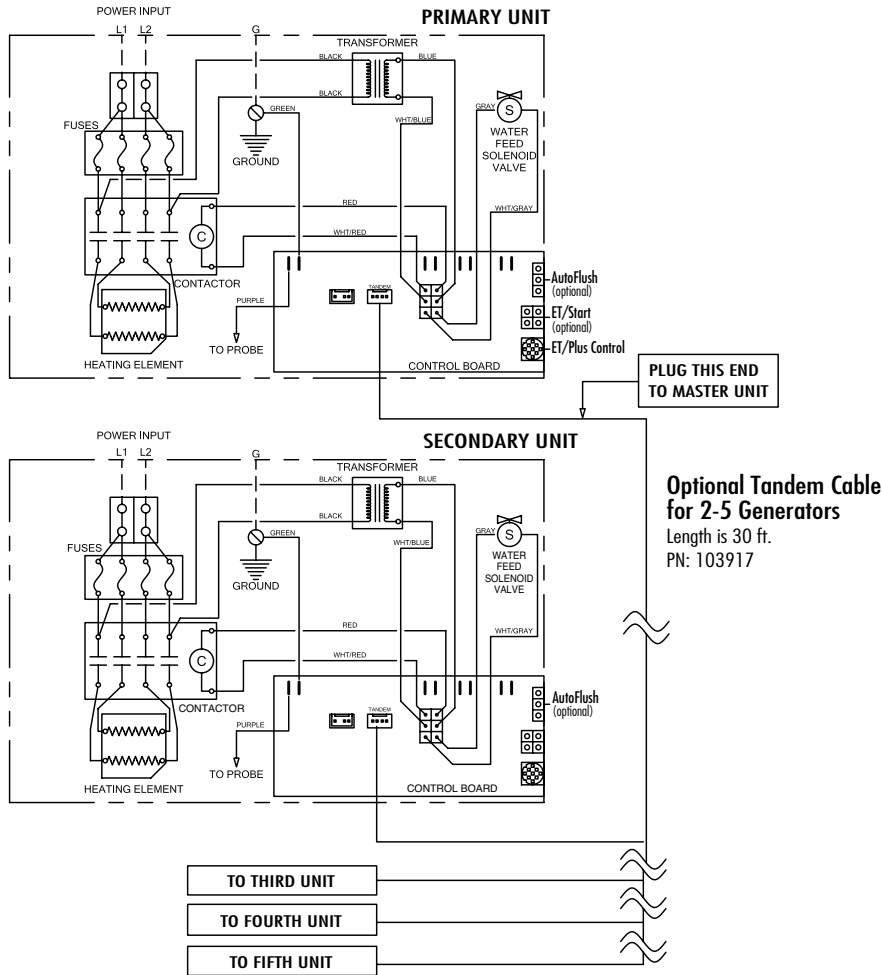 PRIMARY UNIT
POWER INPUT
L1 L2 G
TRANSFORMER
BLACK
BLUE
BLACK
GREEN
FUSES
GROUND
WHT/BLUE
GRAY
S
WATER
FEED
SOLENOID
VALVE
RED
WHT/GRAY
C
WHT/RED
CONTACTOR
TANDEM
PURPLE
TO PROBE
HEATING ELEMENT
CONTROL BOARD
AutoFlush
(optional)
ET/Start
(optional)
ET/Plus Control
PLUG THIS END
TO MASTER UNIT
SECONDARY UNIT
POWER INPUT
L1 L2 G
TRANSFORMER
BLACK
BLUE
BLACK
GREEN
FUSES
GROUND
WHT/BLUE
GRAY
S
WATER
FEED
SOLENOID
VALVE
RED
WHT/GRAY
C
WHT/RED
CONTACTOR
TANDEM
PURPLE
TO PROBE
HEATING ELEMENT
CONTROL BOARD
AutoFlush
(optional)
Optional Tandem Cable
for 2-5 Generators
Length is 30 ft.
PN: 103917
TO THIRD UNIT
TO FOURTH UNIT
TO FIFTH UNIT